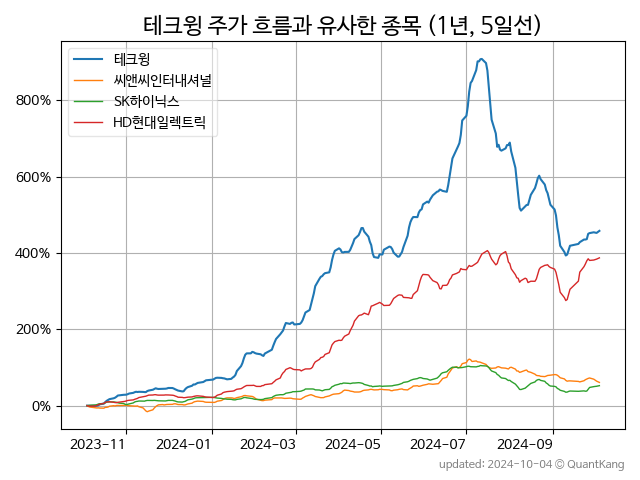 테크윙 주가 흐름과 유사한 종목 (1년, 5일선)
테크윙
씨앤씨인터내셔널
SK하이닉스
HD현대일렉트릭
800%
600%
400%
200%
0%
2023-11 2024-01 2024-03 2024-05 2024-07 2024-09
updated: 2024-10-04 © QuantKang